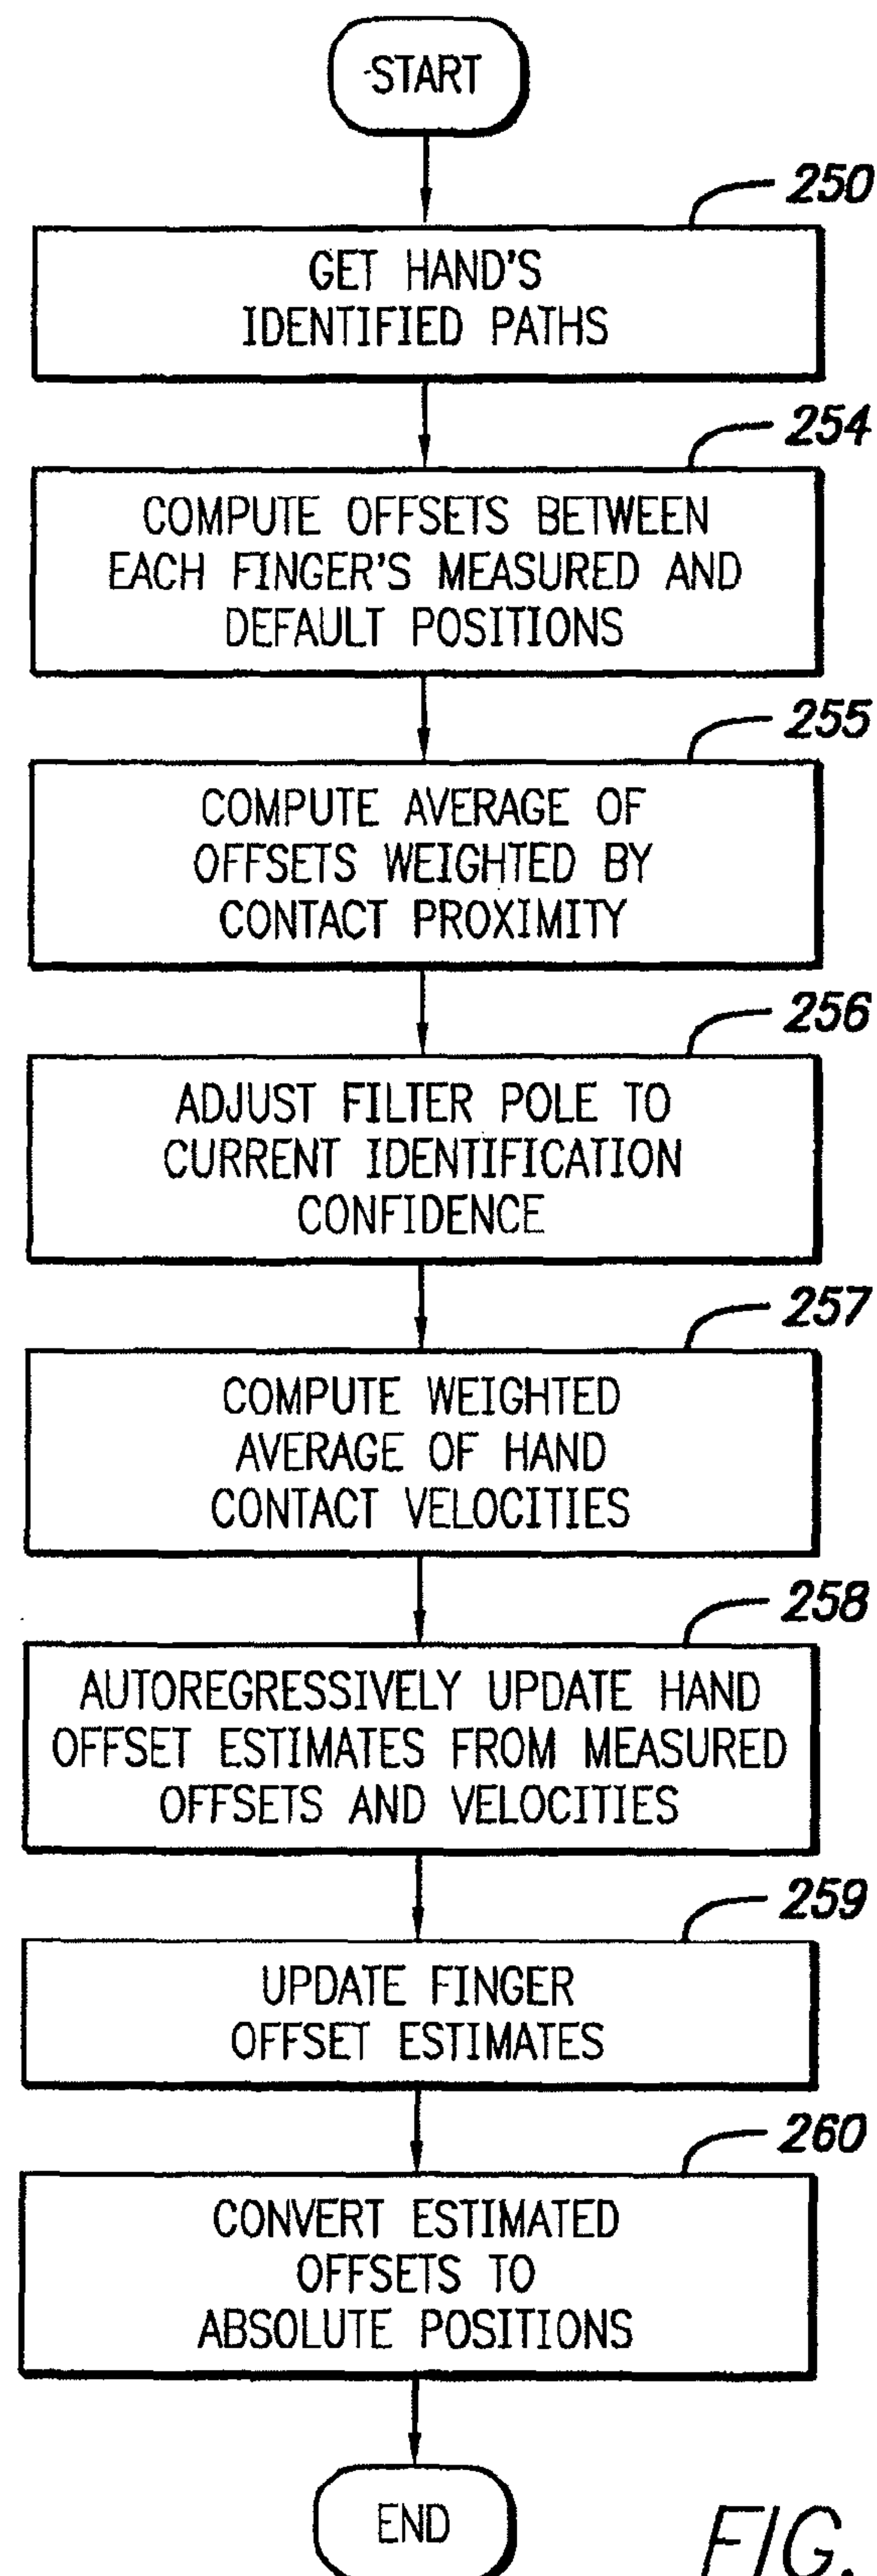 START
250
GET HAND'S
IDENTIFIED PATHS
254
COMPUTE OFFSETS BETWEEN
EACH FINGER'S MEASURED AND
DEFAULT POSITIONS
255
COMPUTE AVERAGE OF
OFFSETS WEIGHTED BY
CONTACT PROXIMITY
256
ADJUST FILTER POLE TO
CURRENT IDENTIFICATION
CONFIDENCE
257
COMPUTE WEIGHTED
AVERAGE OF HAND
CONTACT VELOCITIES
258
AUTOREGRESSIVELY UPDATE HAND
OFFSET ESTIMATES FROM MEASURED
OFFSETS AND VELOCITIES
259
UPDATE FINGER
OFFSET ESTIMATES
260
CONVERT ESTIMATED
OFFSETS TO
ABSOLUTE POSITIONS
END
FIG.